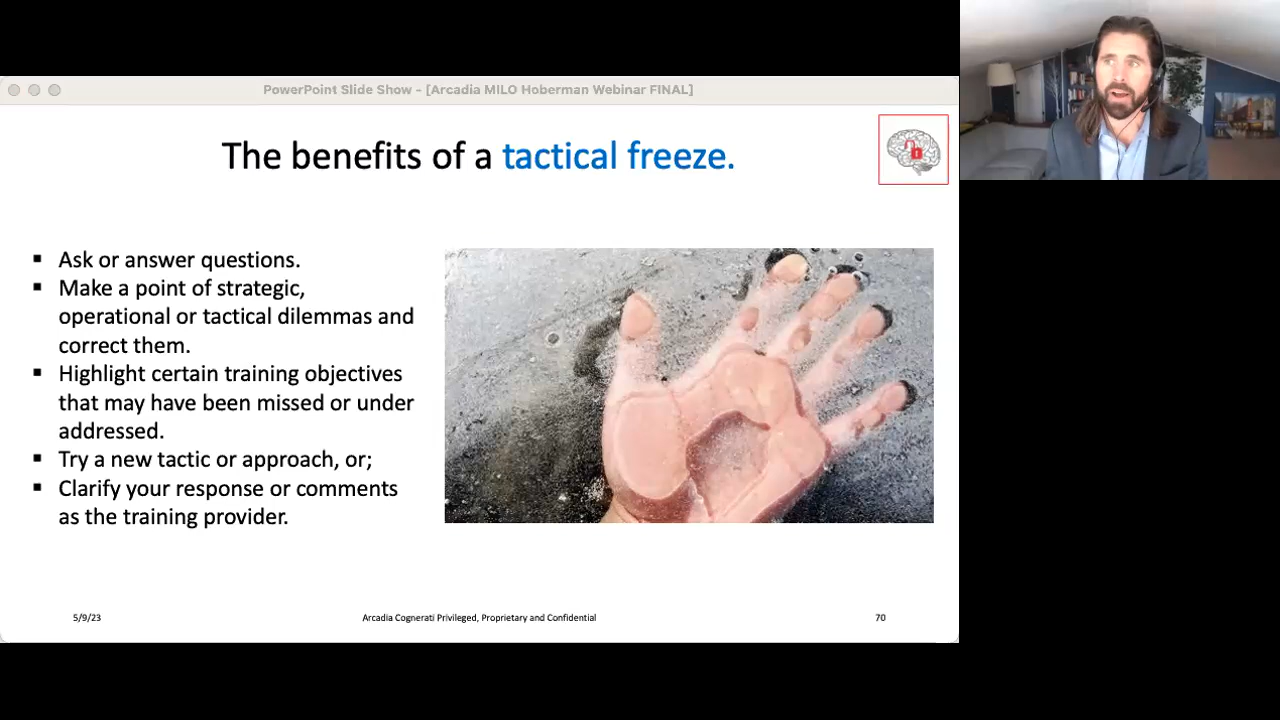 PowerPoint Slide Show - [Arcadia MILO Hoberman Webinar FINAL]
The benefits of a tactical freeze.
▪ Ask or answer questions.
▪ Make a point of strategic,
operational or tactical dilemmas and
correct them.
▪ Highlight certain training objectives
that may have been missed or under
addressed.
▪ Try a new tactic or approach, or;
▪ Clarify your response or comments
as the training provider.
5/9/23
Arcadia Cognerati Privileged, Proprietary and Confidential
70